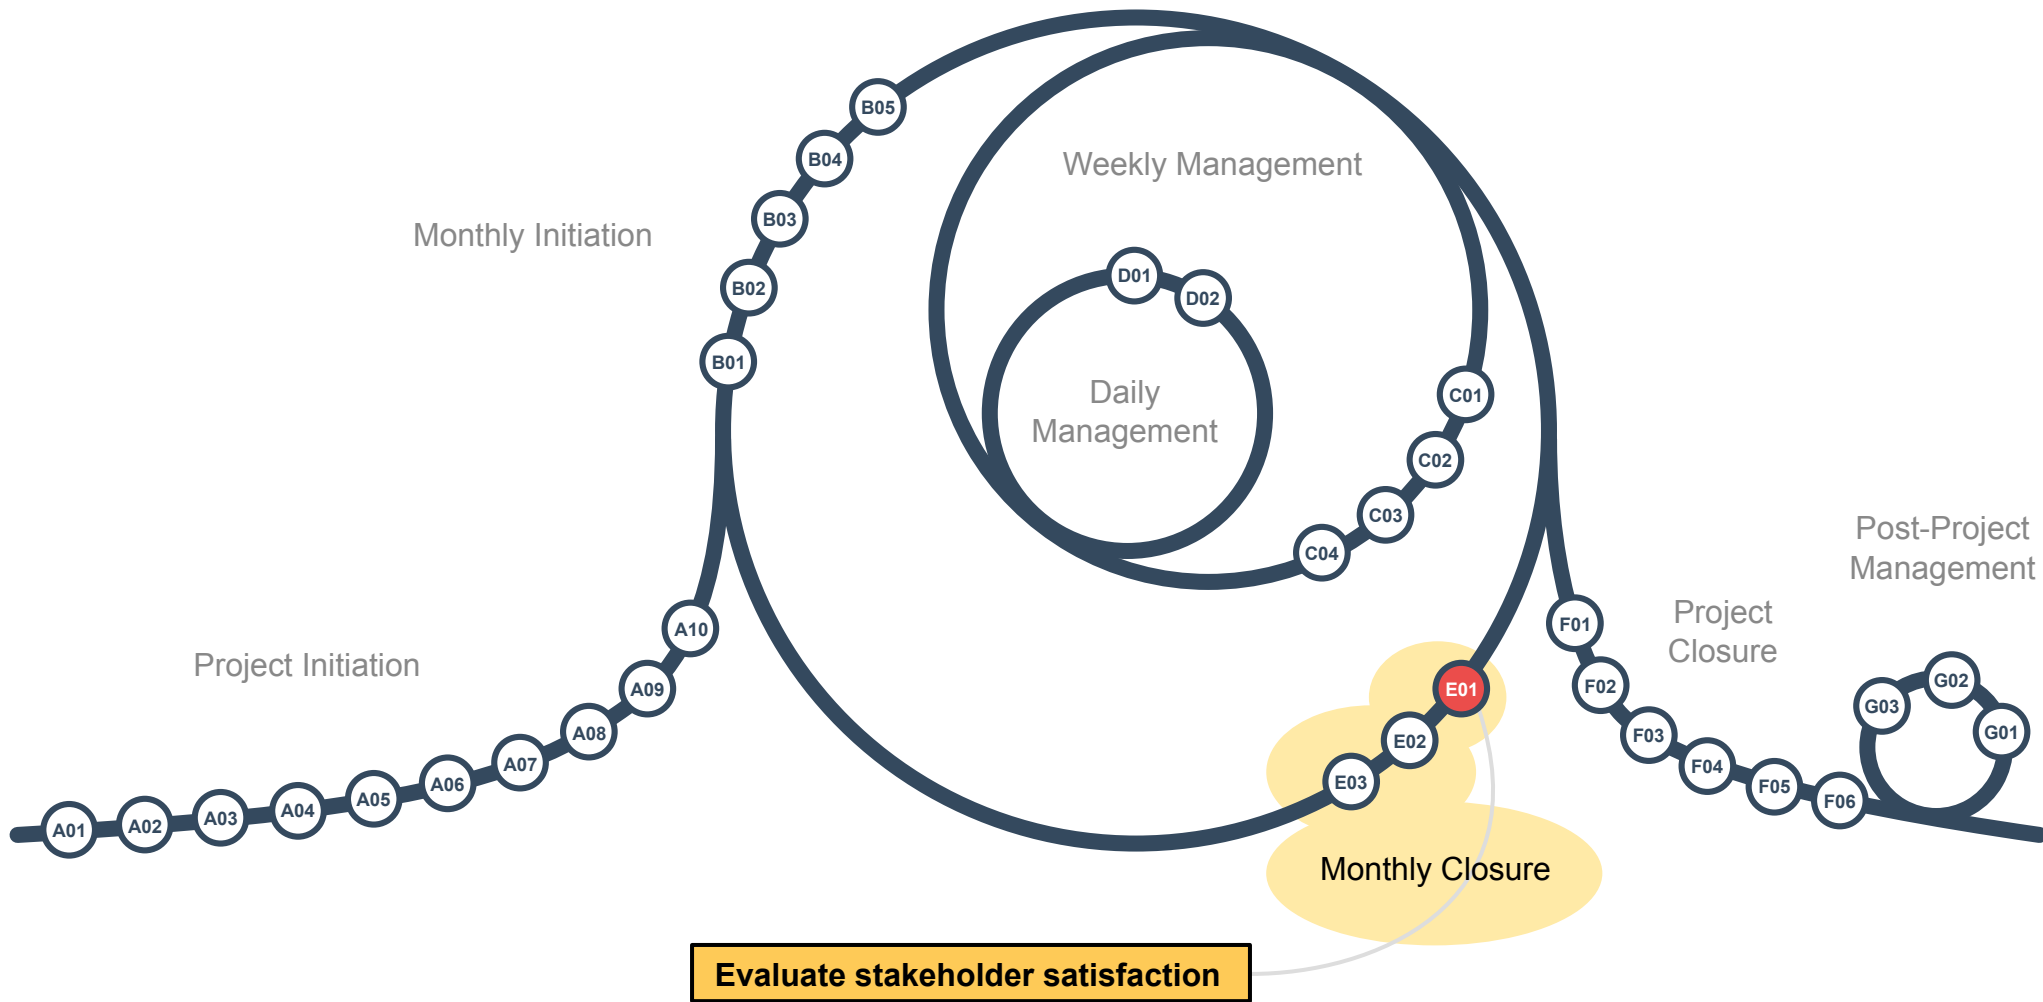 B05
B04
Weekly Management
B03
Monthly Initiation
D01
B02
D02
B01
Daily
Management
C01
C02
C03
C04
Post-Project
Management
Project
Closure
F01
A10
Project Initiation
F02
G02
A09
E01
G03
A08
E02
F03
G01
A07
F04
A06
E03
F05
A05
F06
A04
A03
A02
A01
Monthly Closure
Evaluate stakeholder satisfaction